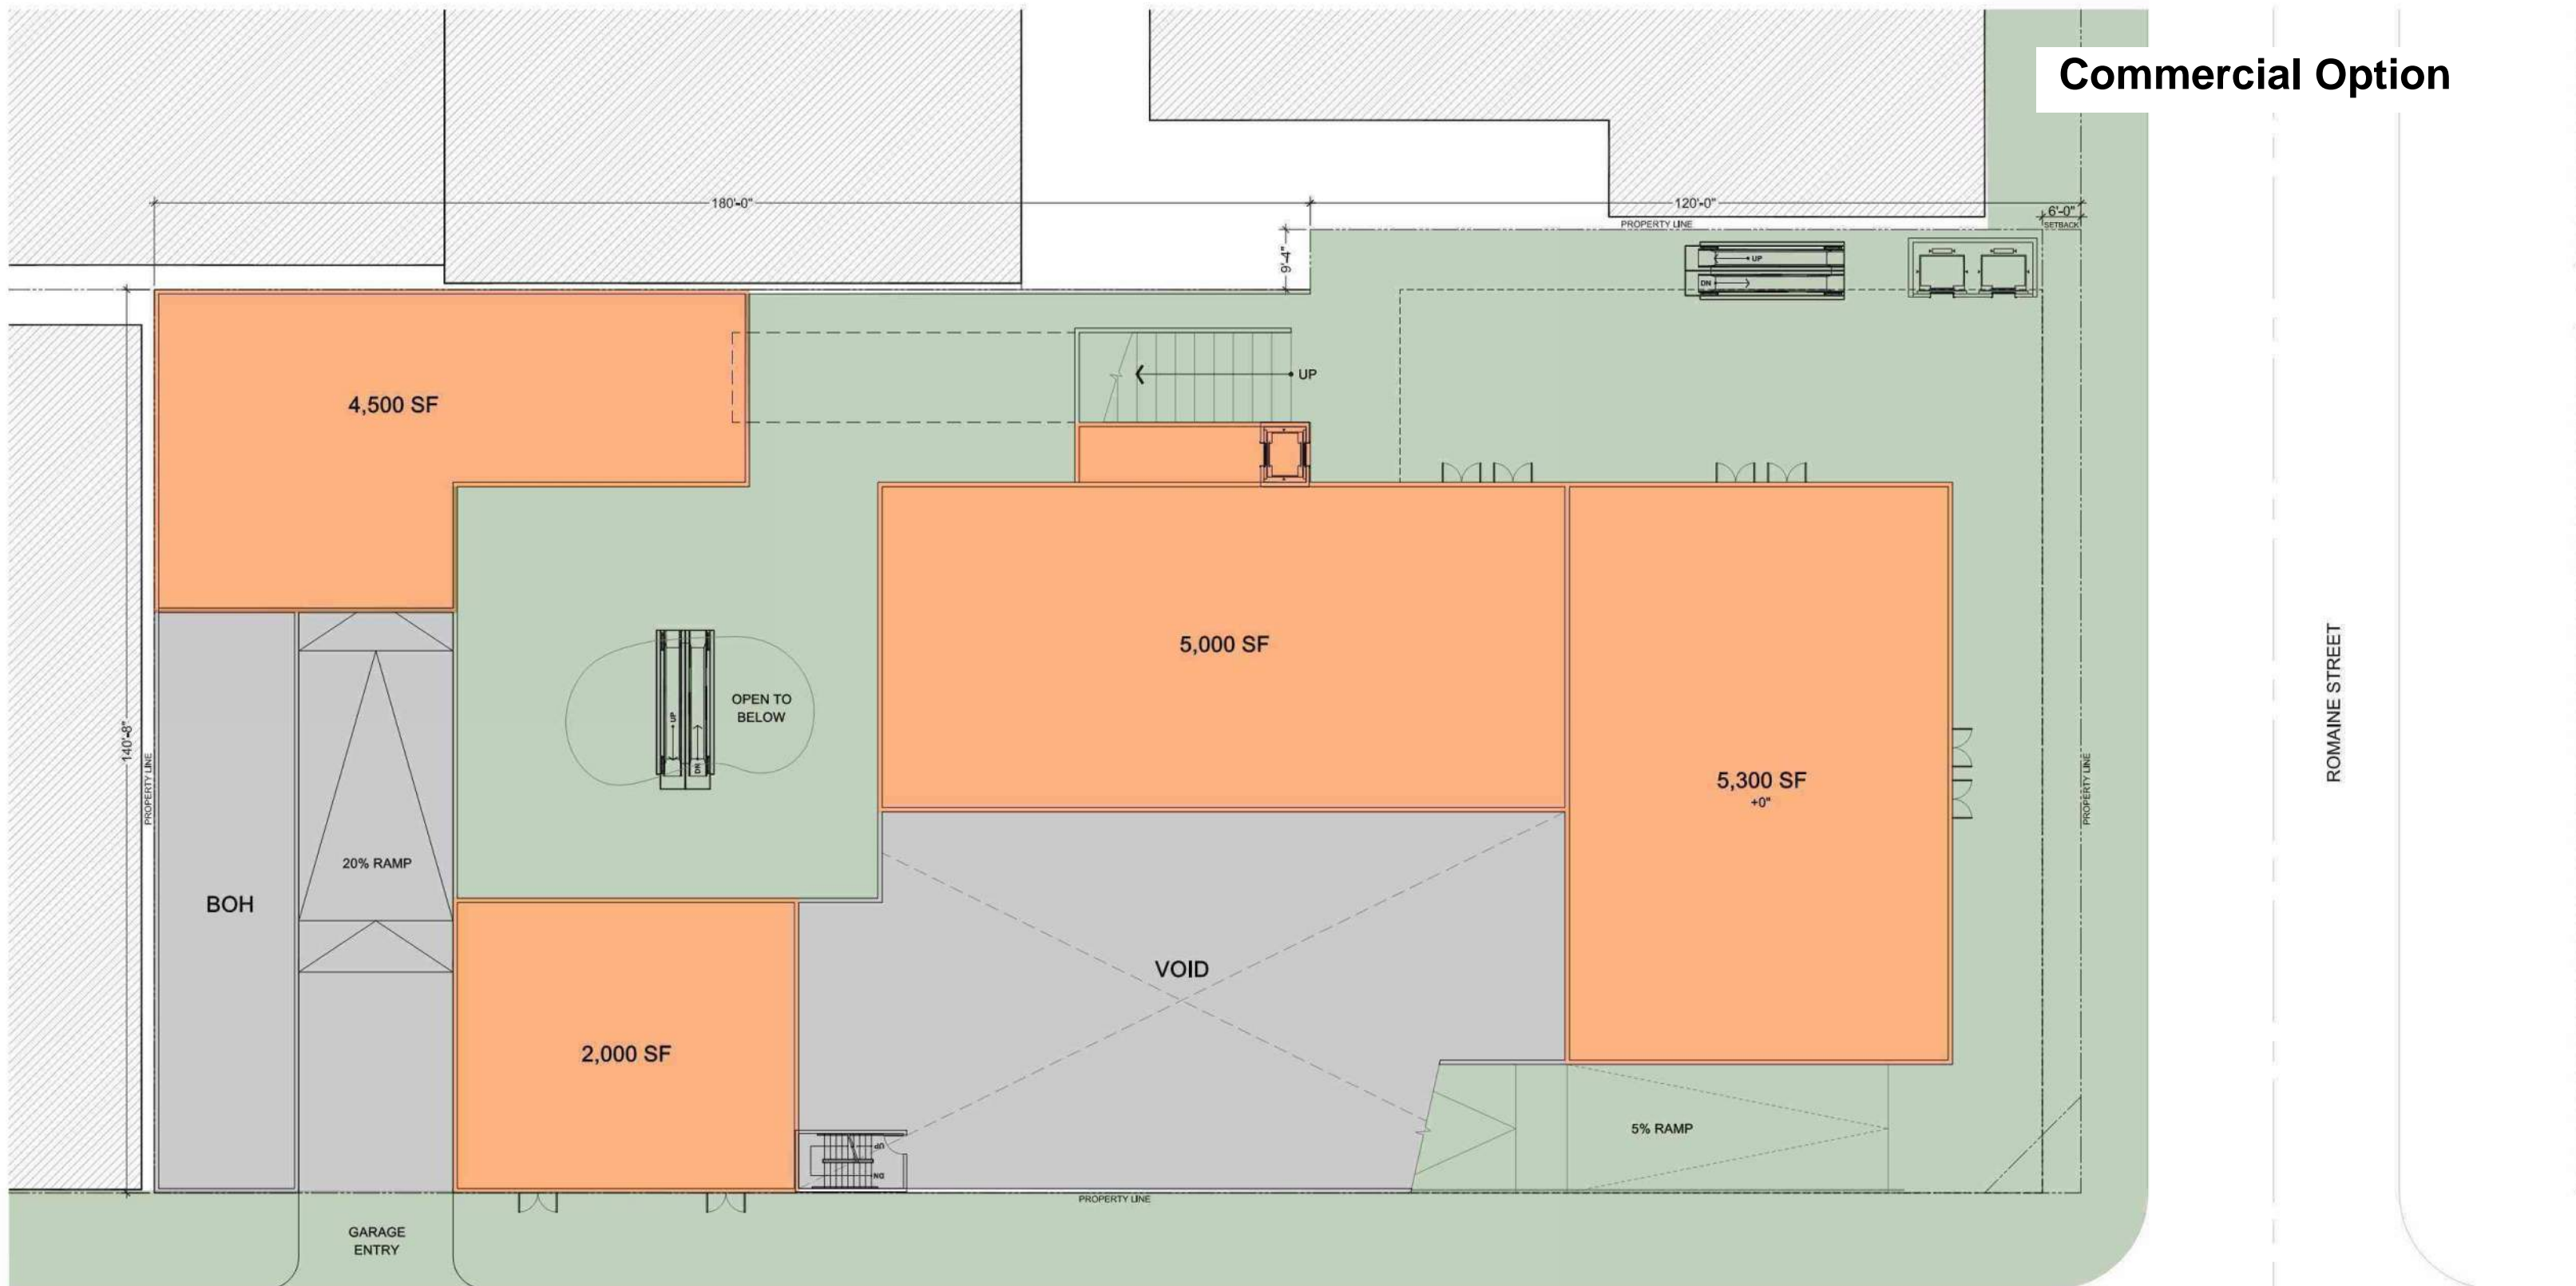 Commercial Option
180'-0"
120'-0"
6'-0"
SETBACK
PROPERTY LINE
9'-4"
UP
DN
UP
4,500 SF
5,000 SF
OPEN TO
BELOW
UP
DN
140'-8"
PROPERTY LINE
5,300 SF
+0"
ROMAINE STREET
PROPERTY LINE
20% RAMP
BOH
VOID
2,000 SF
5% RAMP
UP
DN
PROPERTY LINE
GARAGE
ENTRY